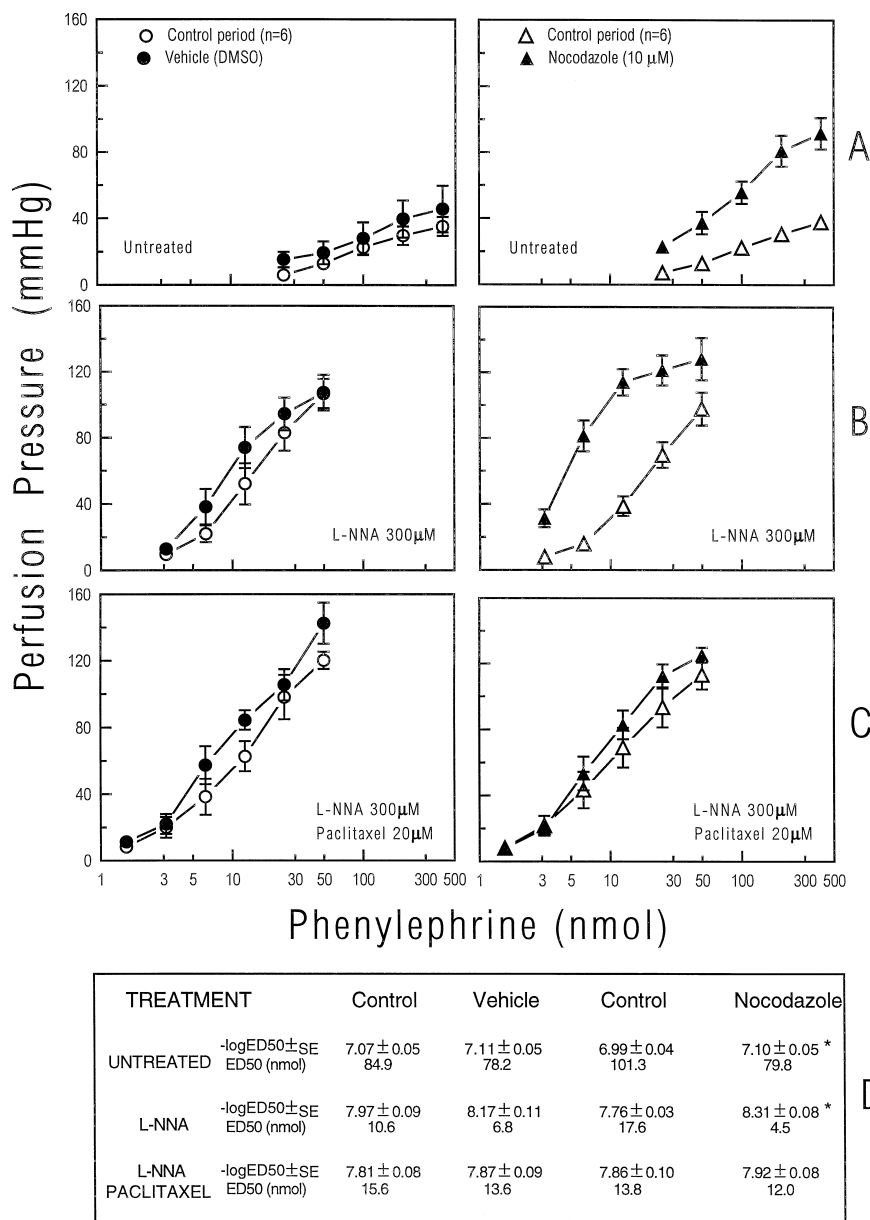 Perfusion Pressure (mmHg)
160
120
80
40
0
Control period (n=6)
Vehicle (DMSO)
Untreated
Control period (n=6)
Nocodazole (10 µM)
Untreated
A
160
120
80
40
0
L-NNA 300µM
L-NNA 300µM
B
160
120
80
40
0
L-NNA 300µM
Paclitaxel 20µM
L-NNA 300µM
Paclitaxel 20µM
C
1 3 5 10 30 50 100 300 500
1 3 5 10 30 50 100 300 500
Phenylephrine (nmol)
TREATMENT Control Vehicle Control Nocodazole
UNTREATED -logED50±SE 7.07±0.05 7.11±0.05 6.99±0.04 7.10±0.05 *
ED50 (nmol) 84.9 78.2 101.3 79.8
L-NNA -logED50±SE 7.97±0.09 8.17±0.11 7.76±0.03 8.31±0.08 *
ED50 (nmol) 10.6 6.8 17.6 4.5
L-NNA PACLITAXEL -logED50±SE 7.81±0.08 7.87±0.09 7.86±0.10 7.92±0.08
ED50 (nmol) 15.6 13.6 13.8 12.0